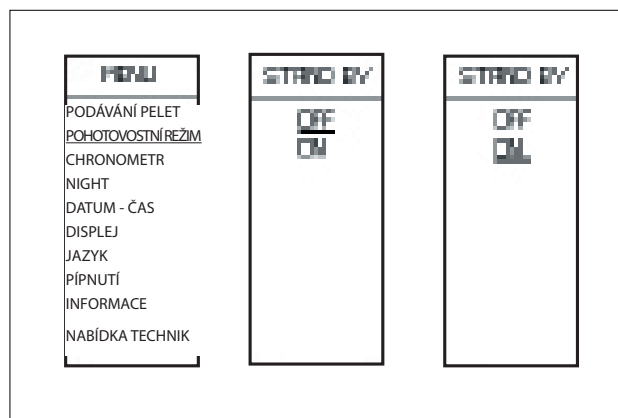 MENU
PODÁVÁNÍ PELET
POHOTOVOSTNÍ REŽIM
CHRONOMETR
NIGHT
DATUM - ČAS
DISPLEJ
JAZYK
PÍPNUTÍ
INFORMACE
NABÍDKA TECHNIK
STAND BY
OFF
ON
STAND BY
OFF
ON